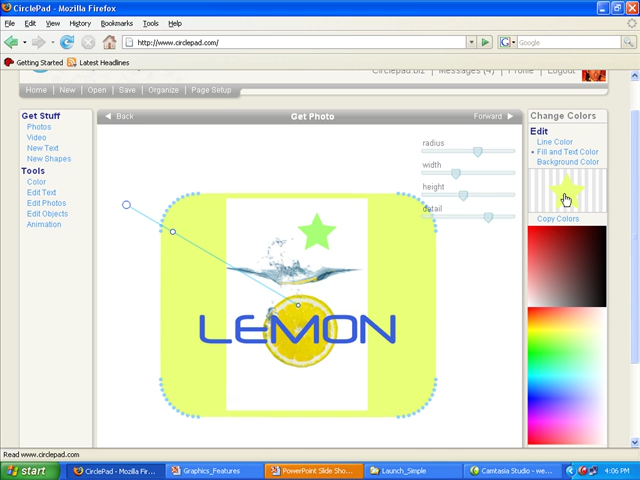 CirclePad - Mozilla Firefox
File Edit View History Bookmarks Tools Help
http://www.circlepad.com/
Google
Getting Started Latest Headlines
Circlepad.biz | Messages (4) | Profile | Logout
Home | New | Open | Save | Organize | Page Setup
Get Stuff
Photos
Video
New Text
New Shapes
Tools
Color
Edit Text
Edit Photos
Edit Objects
Animation
Back Get Photo Forward
radius
width
height
detail
LEMON
Change Colors
Edit
Line Color
Fill and Text Color
Background Color
Copy Colors
Read www.circlepad.com
start CirclePad - Mozilla Fir... Graphics_Features PowerPoint Slide Sho... Launch_Simple Camtasia Studio - we... 4:06 PM